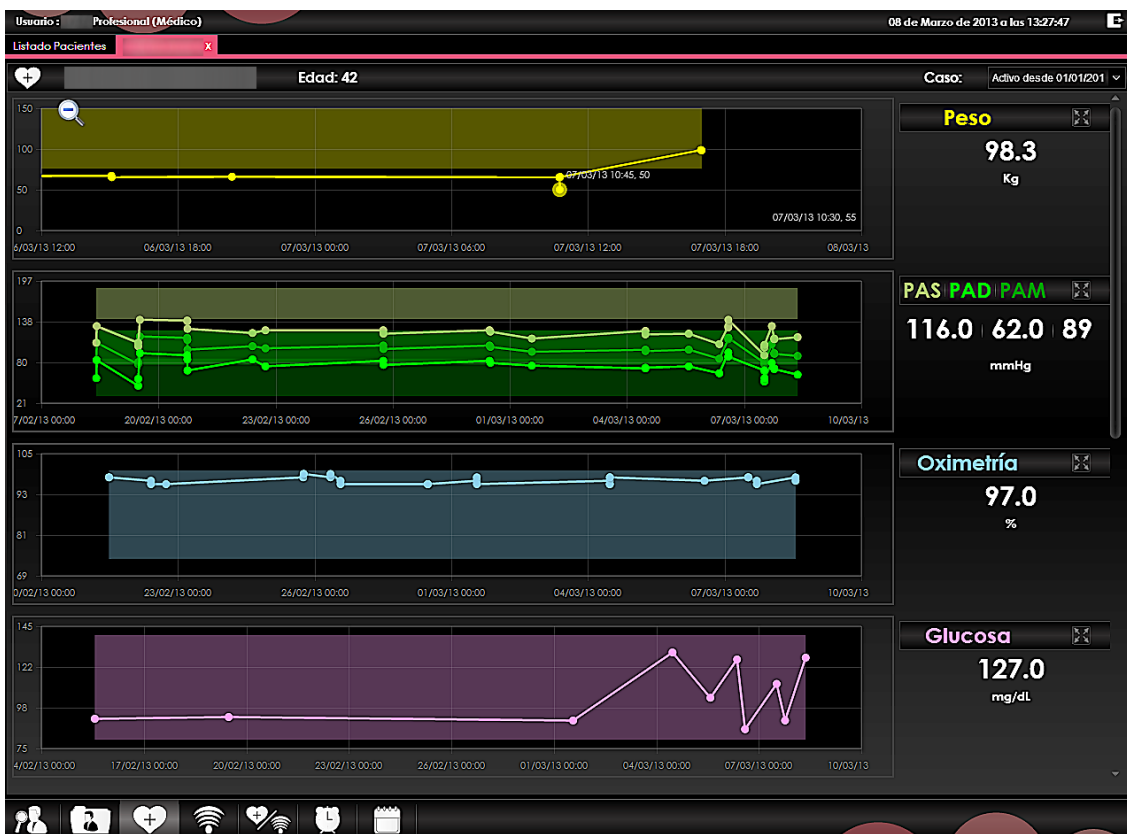 Usuario : Profesional (Médico) 08 de Marzo de 2013 a las 13:27:47
Listado Pacientes X
Edad: 42 Caso: Activo desde 01/01/201
Peso
98.3
Kg
150
100
50
0
07/03/13 10:45, 50
07/03/13 10:30, 55
6/03/13 12:00 06/03/13 18:00 07/03/13 00:00 07/03/13 06:00 07/03/13 12:00 07/03/13 18:00 08/03/13
PAS PAD PAM
116.0 62.0 89
mmHg
197
138
80
21
7/02/13 00:00 20/02/13 00:00 23/02/13 00:00 26/02/13 00:00 01/03/13 00:00 04/03/13 00:00 07/03/13 00:00 10/03/13
Oximetría
97.0
%
105
93
81
69
0/02/13 00:00 23/02/13 00:00 26/02/13 00:00 01/03/13 00:00 04/03/13 00:00 07/03/13 00:00 10/03/13
Glucosa
127.0
mg/dL
145
122
98
75
4/02/13 00:00 17/02/13 00:00 20/02/13 00:00 23/02/13 00:00 26/02/13 00:00 01/03/13 00:00 04/03/13 00:00 07/03/13 00:00 10/03/13